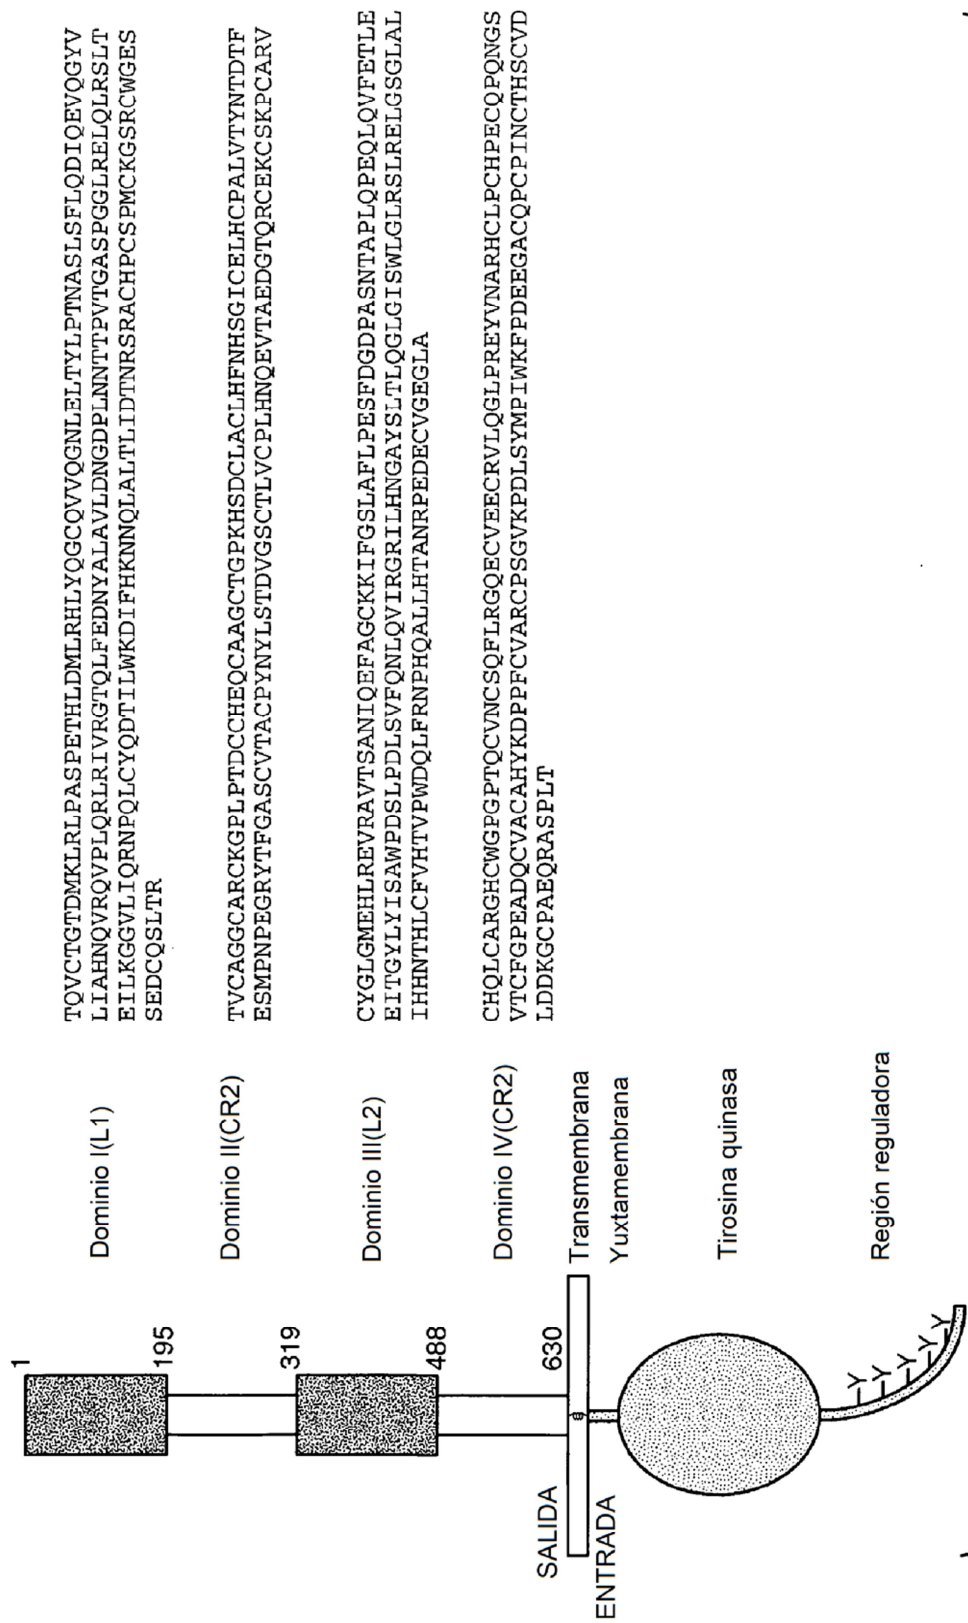 1
195
319
488
630
SALIDA
ENTRADA
Dominio I(L1)
TQVCTGTDMKLRLPASPETHLDMLRHLYQGCQVVQGNLELTYLPTNASLSFLQDIQEVQGYV
LIAHNQVRQVPLQRLRIVRGTQLFEDNYALAVLDNGDPLNNTTPVTGASPGGLRELQLRSLT
EILKGGVLIQRNPQLCYQDTILWKDIFHKNNQLALTLIDTNRSRACHPCSPMCKGSRCWGES
SEDCQSLTR
Dominio II(CR2)
TVCAGGCARCKGPLPTDCCHEQCAAGCTGPKHSDCLACLHFNHSGICELHCPALVTYNTDTF
ESMPNPEGRYTFGASCVTACPYNYLSTDVGSCTLVCPLHNQEVTAEDGTQRCEKCSKPCARV
Dominio III(L2)
CYGLGMEHLREVRAVTSANIQEFAGCKKIFGSLAFLPESFDGDPASNTAPLQPEQLQVFETLE
EITGYLYISAWPDSLPDLSVFQNLQVIRGRILHNGAYSLTLQGLGISWLGLRSLRELGSGLAL
IHHNTHLCFVHTVPWDQLFRNPHQALLHTANRPEDECVGEGLA
Dominio IV(CR2)
CHQLCARGHCWGPGPTQCVNCSQFLRGQECVEECRVLQGLPREYVNARHCLPCHPECQPQNGS
VTCFGPEADQCVACAHYKDPPFCVARCPSGVKPDLSYMPIWKFPDEEGACQPCPINCTHSCVD
LDDKGCPAEQRASPLT
Transmembrana
Yuxtamembrana
Tirosina quinasa
Región reguladora
Y
Y
Y
Y
Y